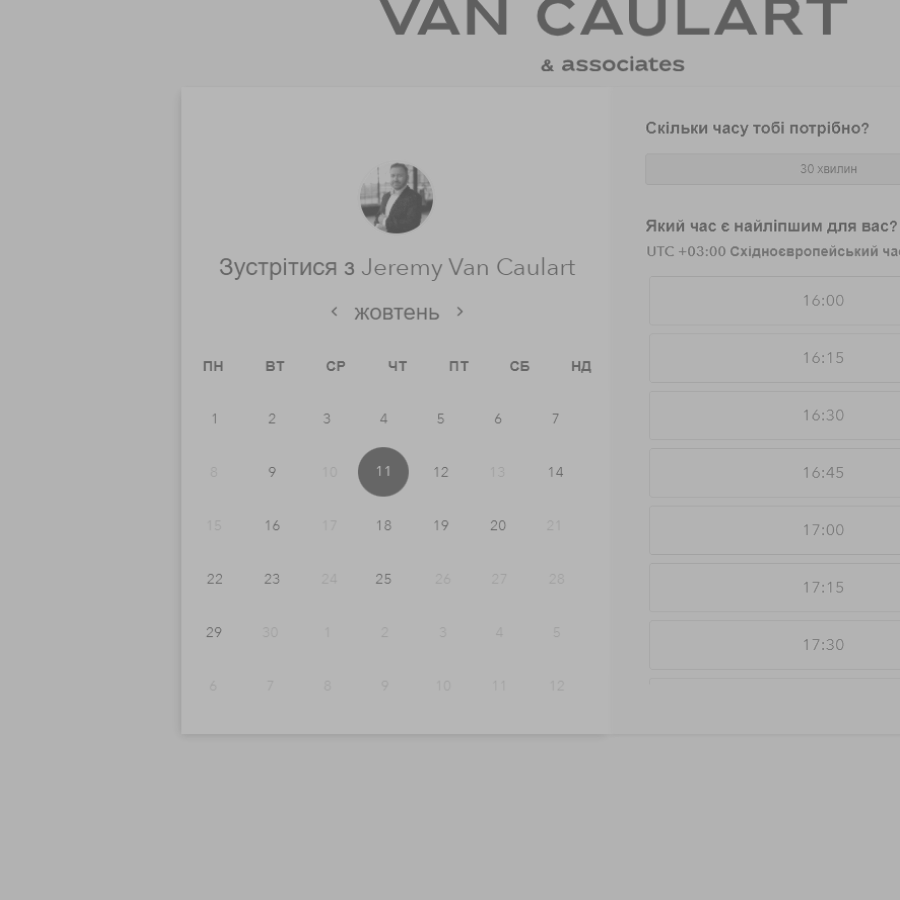 VAN CAULART
& associates
Зустрітися з Jeremy Van Caulart
жовтень
ПН ВТ СР ЧТ ПТ СБ НД
1 2 3 4 5 6 7
8 9 10 11 12 13 14
15 16 17 18 19 20 21
22 23 24 25 26 27 28
29 30 1 2 3 4 5
6 7 8 9 10 11 12
Скільки часу тобі потрібно?
30 хвилин
Який час є найліпшим для вас?
UTC +03:00 Східноєвропейський
16:00
16:15
16:30
16:45
17:00
17:15
17:30